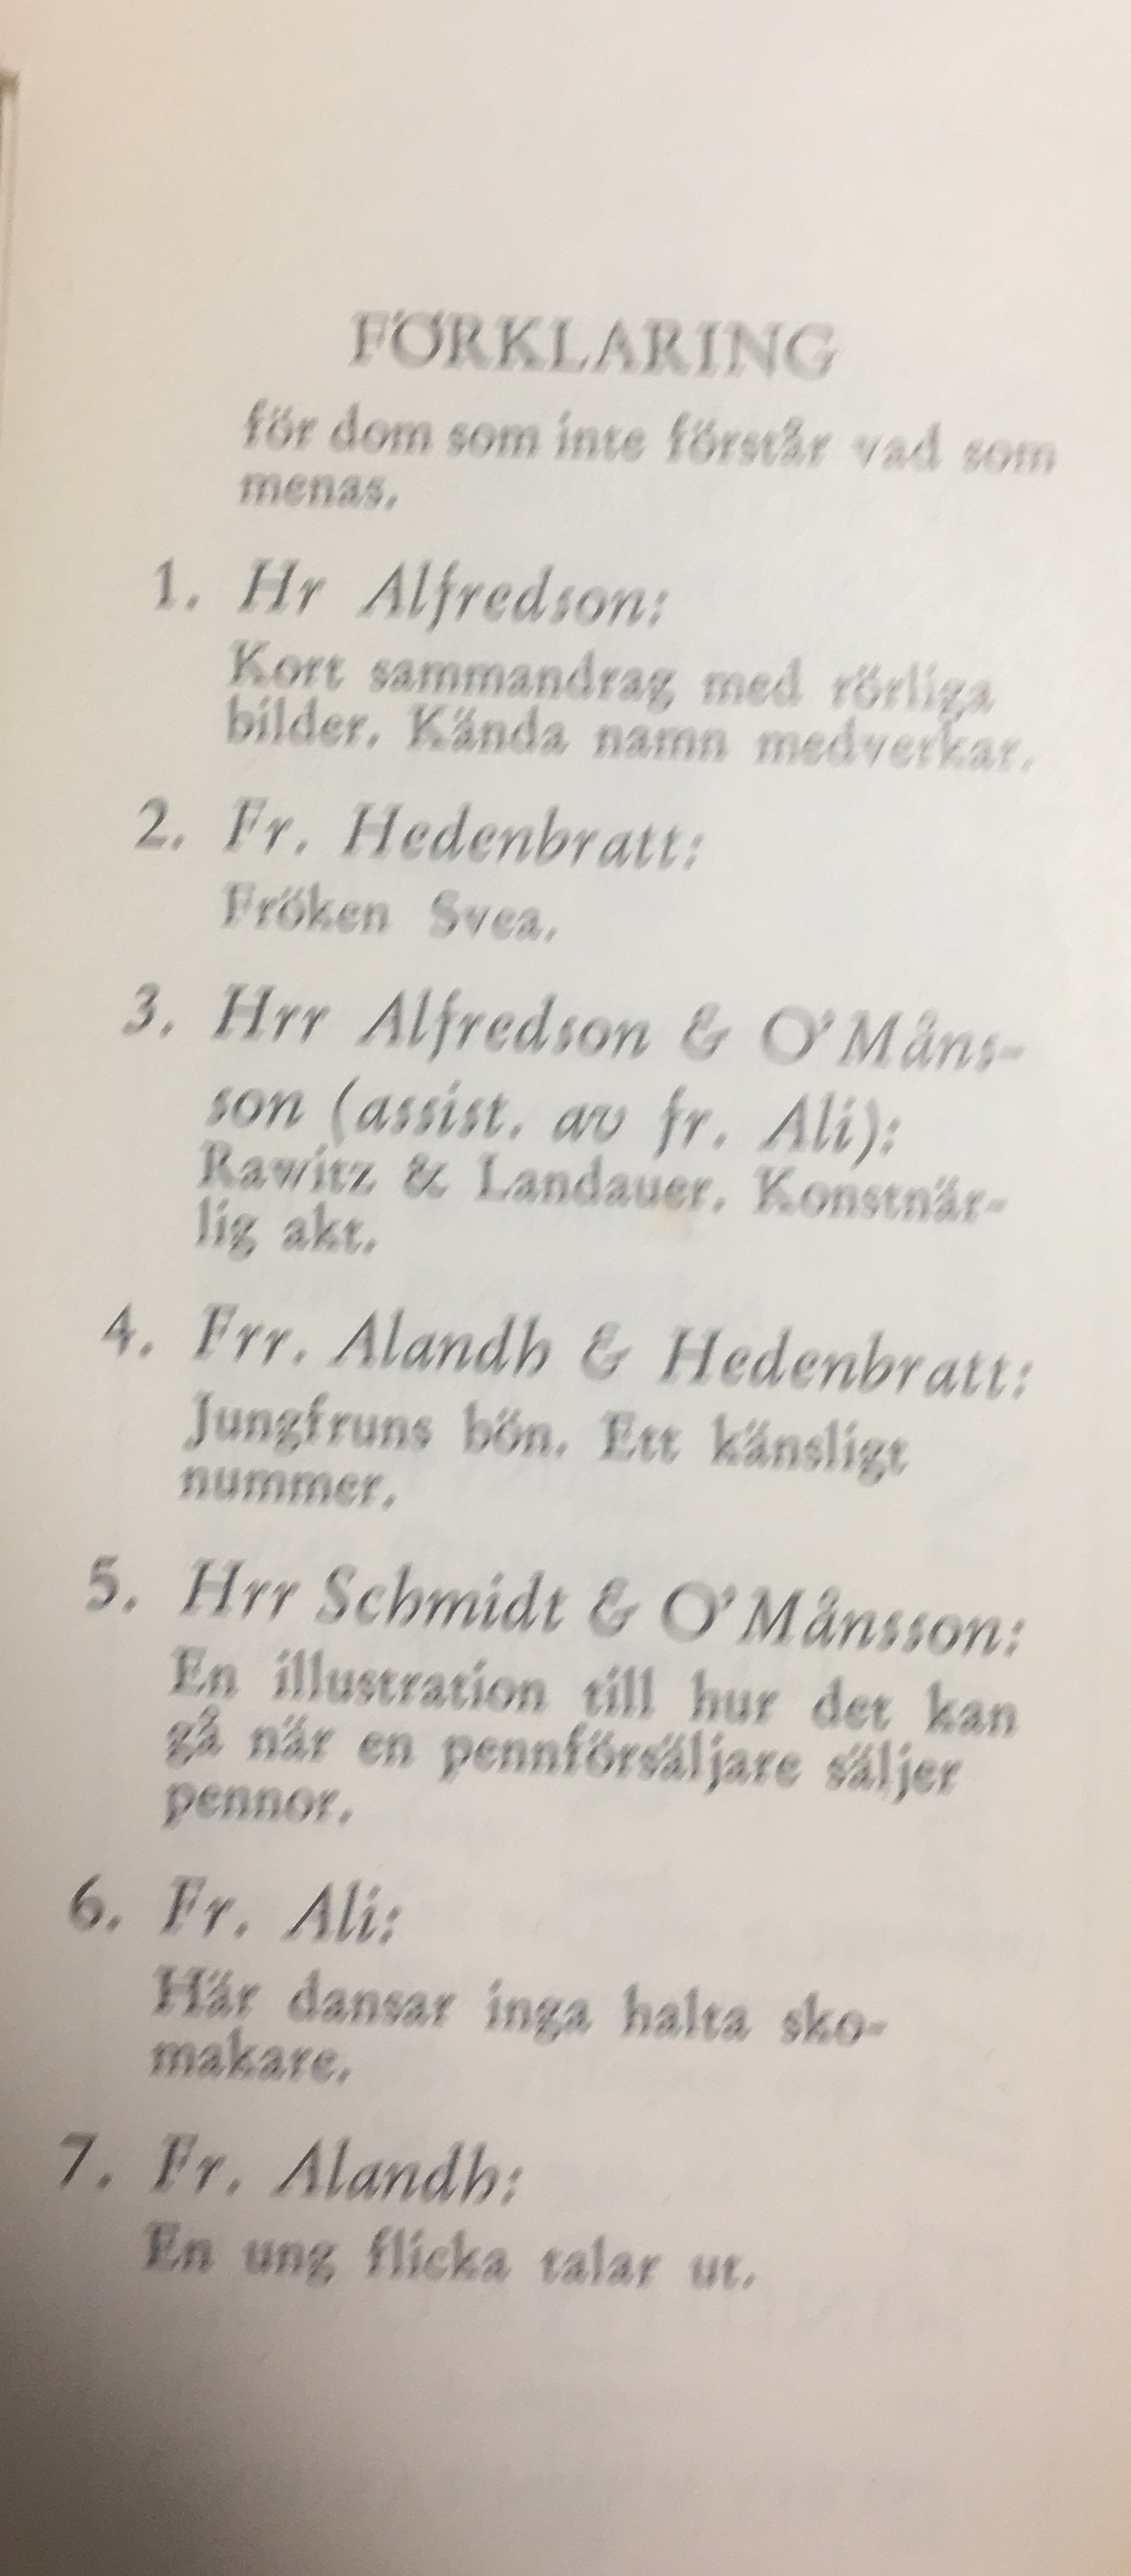 FÖRKLARING
för dom som inte förstår vad som
menas.
1. Hr Alfredson:
Kort sammandrag med rörliga
bilder. Kända namn medverkar.
2. Fr. Hedenbratt:
Fröken Svea.
3. Hrr Alfredson & O'Måns-
son (assist. av fr. Ali):
Rawitz & Landauer. Konstnär-
lig akt.
4. Frr. Alandh & Hedenbratt:
Jungfruns bön. Ett känsligt
nummer.
5. Hrr Schmidt & O'Månsson:
En illustration till hur det kan
gå när en pennförsäljare säljer
pennor.
6. Fr. Ali:
Här dansar inga halta sko-
makare.
7. Fr. Alandh:
En ung flicka talar ut.